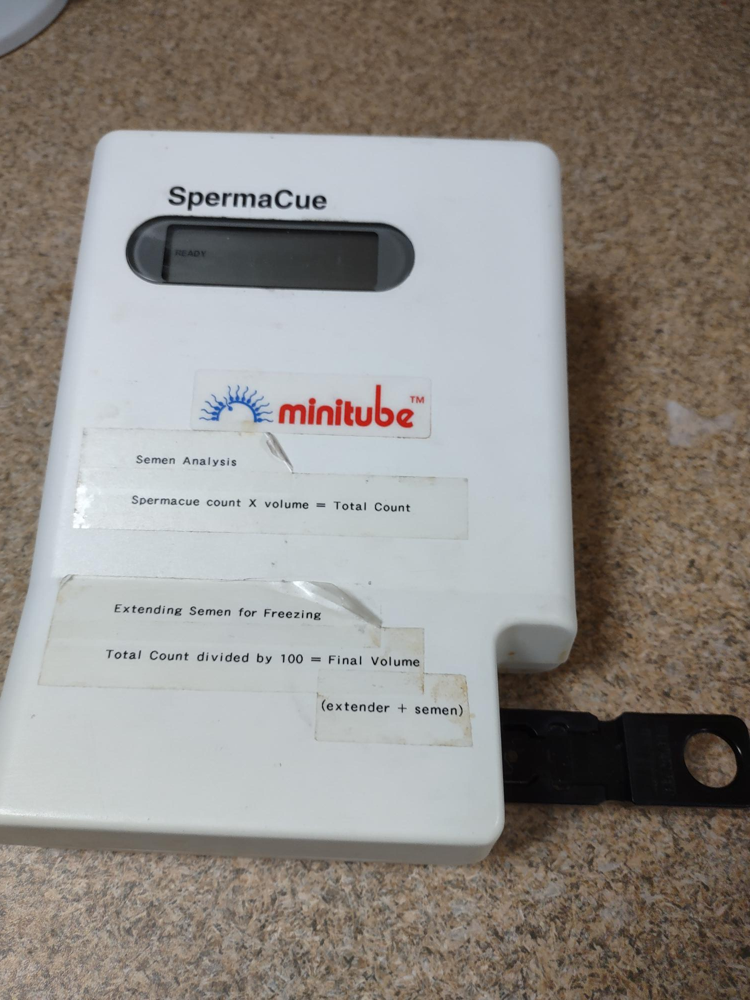 SpermaCue
READY
minitube™
Semen Analysis
Spermacue count X volume = Total Count
Extending Semen for Freezing
Total Count divided by 100 = Final Volume
(extender + semen)